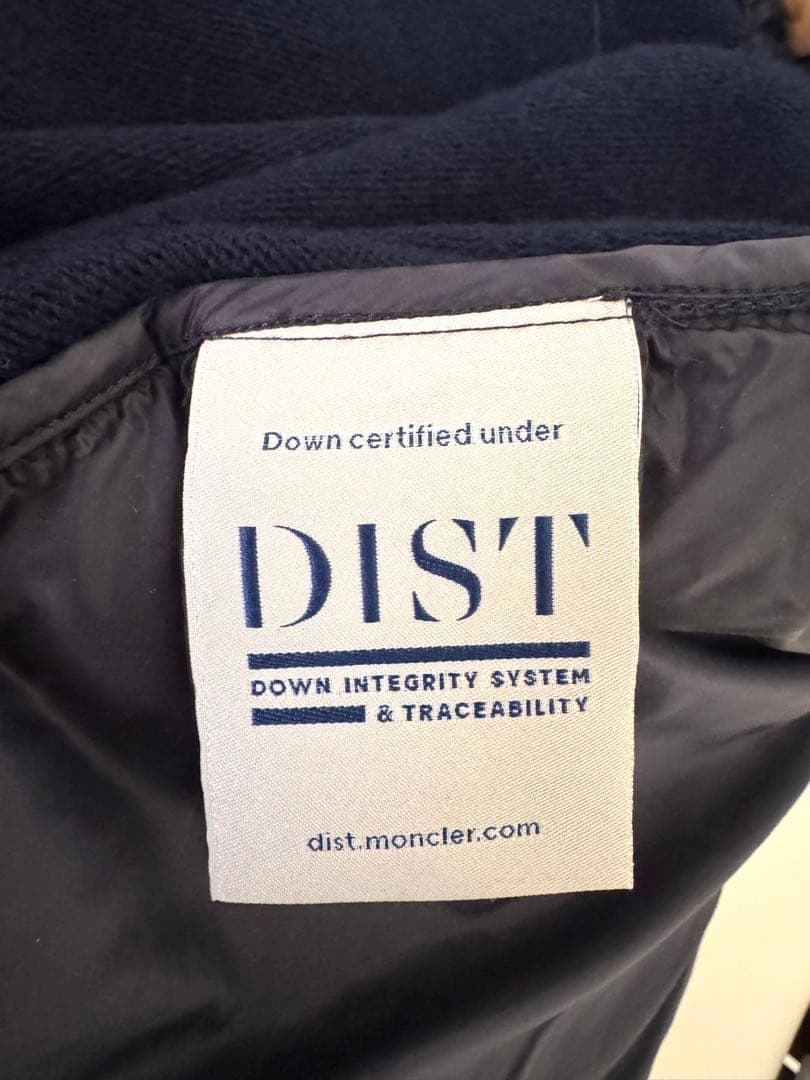 Down certified under
DIST
DOWN INTEGRITY SYSTEM
& TRACEABILITY
dist.moncler.com